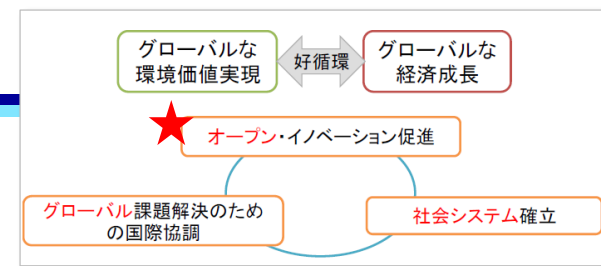 グローバルな
環境価値実現
好循環
グローバルな
経済成長
オープン・イノベーション促進
グローバル課題解決のため
の国際協調
社会システム確立